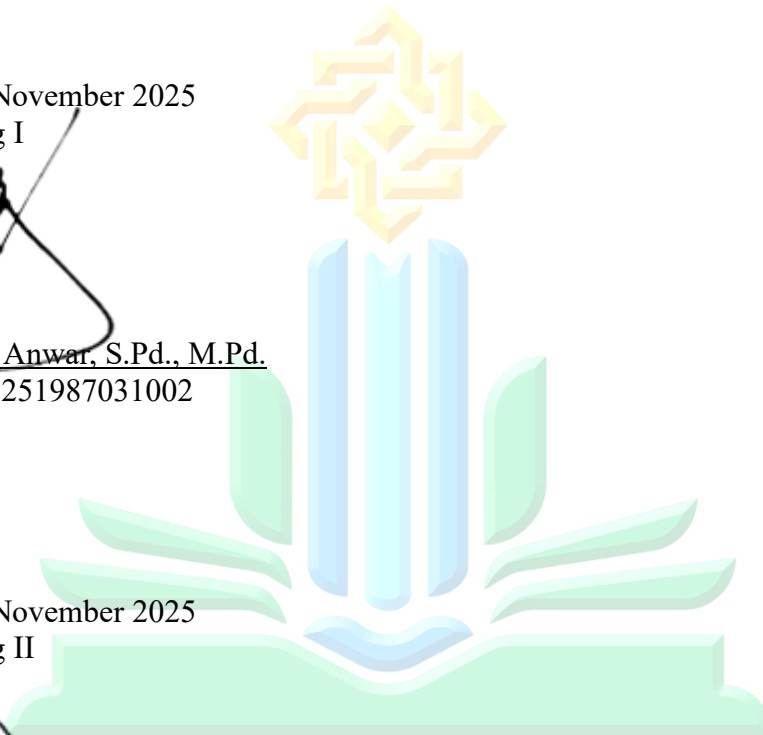 November 2025
g I
Anwar, S.Pd., M.Pd.
251987031002
November 2025
g II